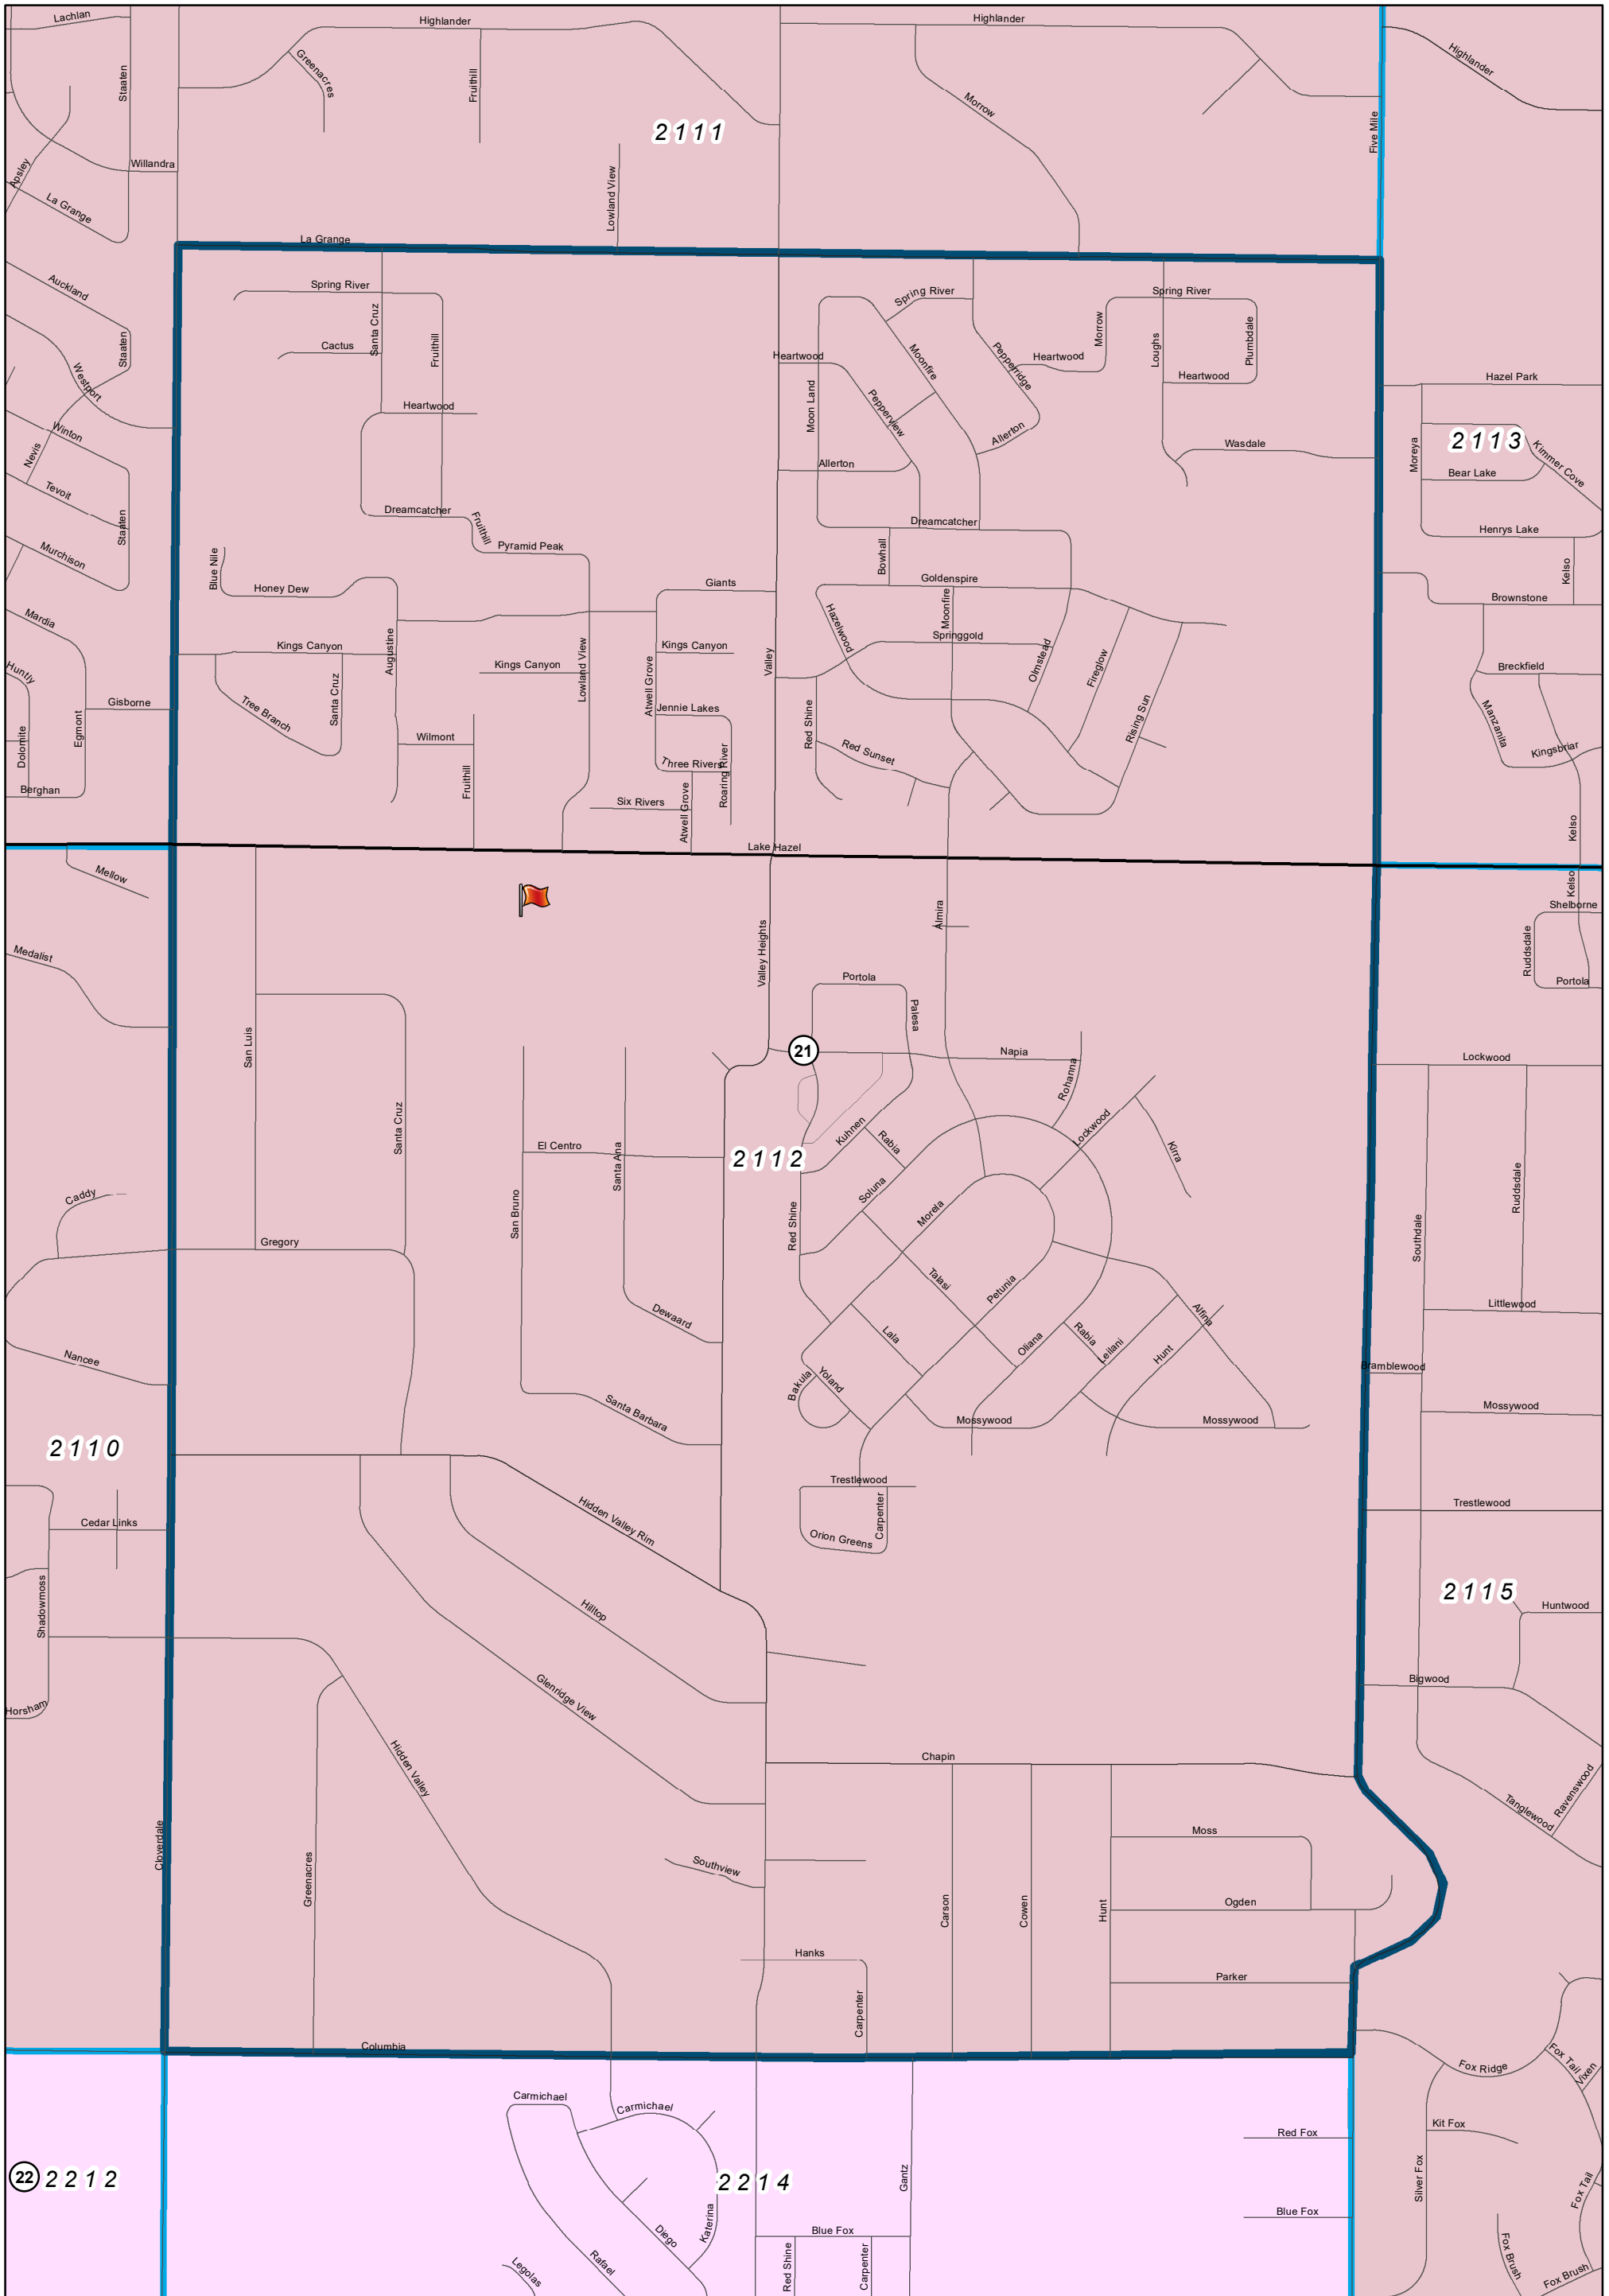 Lachlan
Highlander
Highlander
Highlander
Staaten
Greenacres
Fruithill
Morrow
Five Mile
2111
Willandra
Apsley
La Grange
Lowland View
La Grange
Auckland
Spring River
Santa Cruz
Spring River
Spring River
Staaten
Cactus
Fruithill
Heartwood
Moonfire
Pepperridge
Heartwood
Morrow
Loughs
Plumbdale
Westport
Heartwood
Hazel Park
Heartwood
Moon Land
Pepperview
Allerton
Wasdale
Moreya
2113
Kimmer Cove
Winton
Nevis
Allerton
Bear Lake
Tevoit
Staaten
Dreamcatcher
Fruithill
Dreamcatcher
Henrys Lake
Murchison
Pyramid Peak
Bowhall
Blue Nile
Honey Dew
Giants
Goldenspire
Kelso
Brownstone
Mardia
Hazelwood
Moonfire
Springgold
Augustine
Kings Canyon
Kings Canyon
Kings Canyon
Valley
Olmstead
Fireglow
Huntly
Breckfield
Santa Cruz
Lowland View
Atwell Grove
Tree Branch
Gisborne
Egmont
Jennie Lakes
Red Shine
Rising Sun
Manzanita
Dolomite
Wilmont
Red Sunset
Kingsbriar
Three Rivers
Roaring River
Berghan
Fruithill
Six Rivers
Atwell Grove
Kelso
Lake Hazel
Mellow
Kelso
Almira
Shelborne
Valley Heights
Ruddsdale
Medalist
Portola
Portola
Palesa
San Luis
21
Napia
Lockwood
Rohanna
Santa Cruz
El Centro
Santa Ana
Kuhnen
Rabia
Lockwood
Kirra
2112
Caddy
San Bruno
Soluna
Morela
Ruddsdale
Red Shine
Southdale
Gregory
Talasi
Petunia
Littlewood
Dewaard
Alfina
Lala
Oliana
Rabia
Leilani
Hunt
Nancee
Bramblewood
Bakula
Yoland
Santa Barbara
Mossywood
Mossywood
Mossywood
2110
Trestlewood
Trestlewood
Hidden Valley Rim
Carpenter
Cedar Links
Orion Greens
2115
Shadowmoss
Hilltop
Huntwood
Bigwood
Horsham
Glenridge View
Hidden Valley
Chapin
Ravenswood
Tanglewood
Moss
Cloverdale
Southview
Greenacres
Carson
Cowen
Hunt
Ogden
Hanks
Parker
Carpenter
Columbia
Fox Ridge
Fox Tail
Vixen
Carmichael
Carmichael
Kit Fox
Red Fox
22
2212
2214
Gantz
Silver Fox
Fox Tail
Katerina
Blue Fox
Blue Fox
Diego
Rafael
Red Shine
Carpenter
Legolas
Fox Brush
Fox Brush